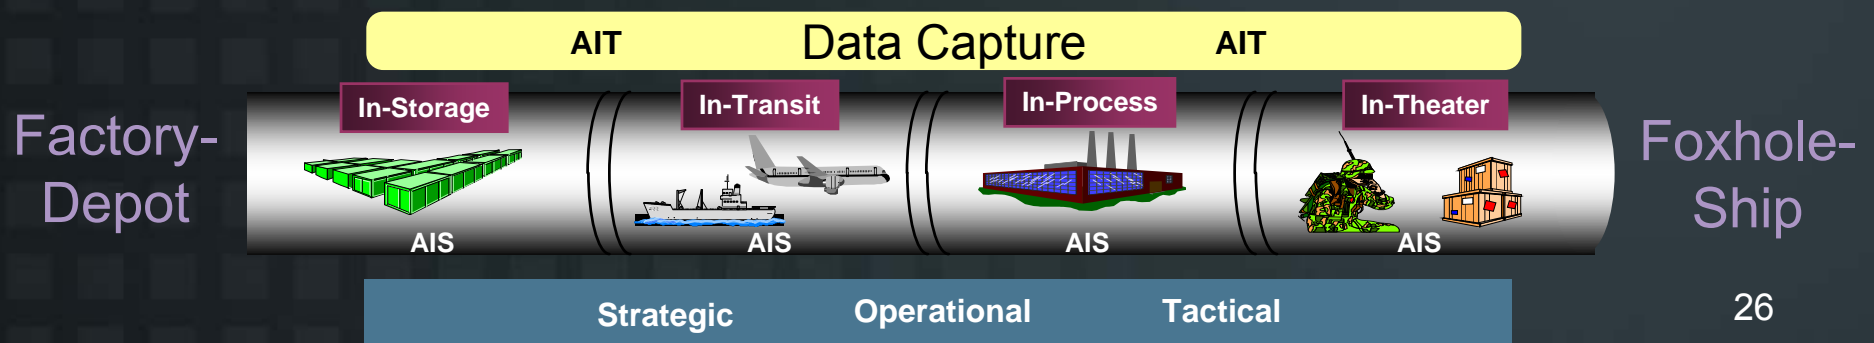 AIT Data Capture AIT
In-Storage In-Transit In-Process In-Theater
Factory-
Depot
Foxhole-
Ship
AIS AIS AIS AIS
Strategic Operational Tactical
26